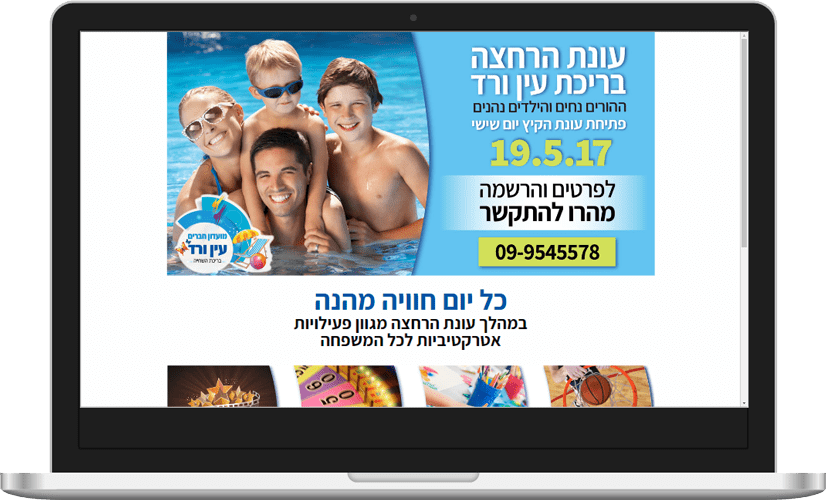 עונת הרחצה
בריכת עין ורד
ההורים נחים והילדים נהנים
פתיחת עונת הקיץ יום שישי
19.5.17
לפרטים והרשמה
מהרו להתקשר
09-9545578
מועדון חברים
עין ורד
בריכת השחייה
כל יום חוויה מהנה
במהלך עונת הרחצה מגוון פעילויות
אטרקטיביות לכל המשפחה